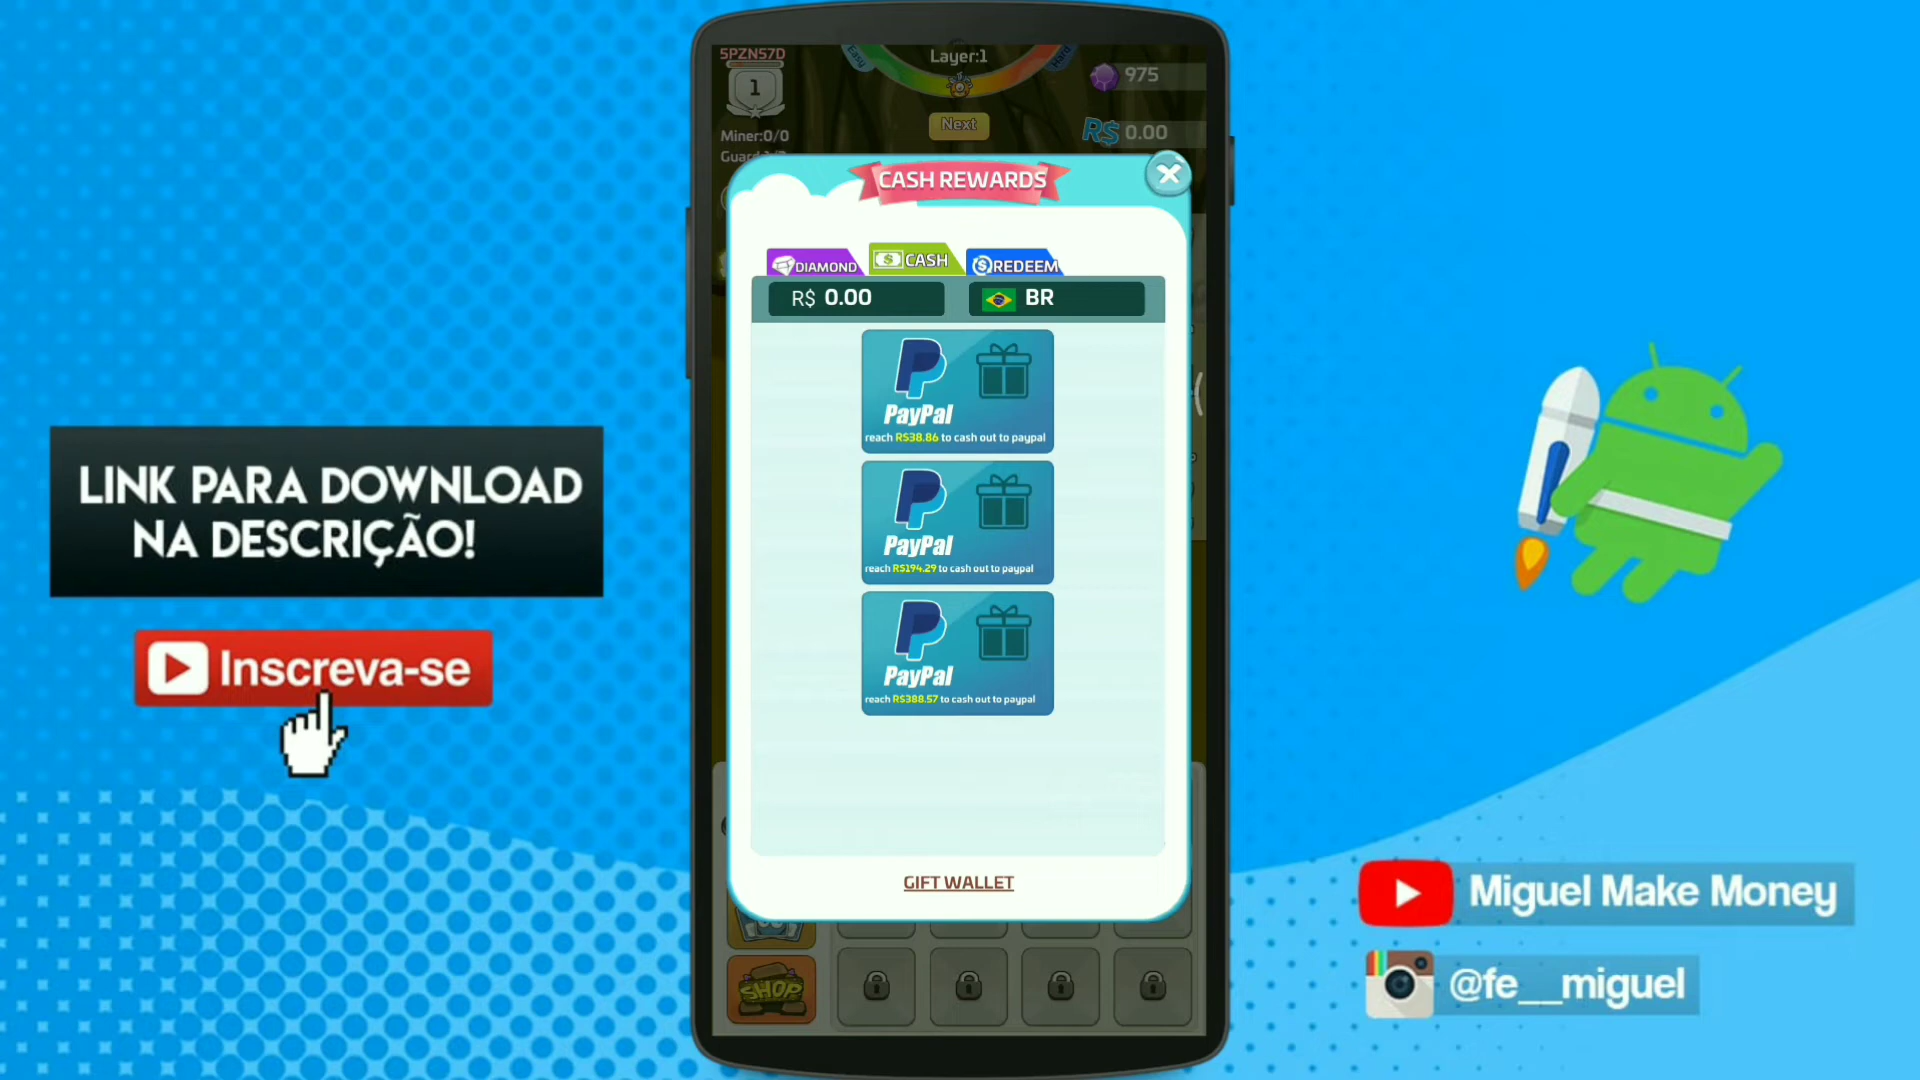 5PZN57D
1
Miner:0/0
Easy
Layer:1
Hard
Next
975
R$ 0.00
CASH REWARDS
DIAMOND
$ CASH
$ REDEEM
R$ 0.00
BR
PayPal
reach R$38.86 to cash out to paypal
PayPal
reach R$194.29 to cash out to paypal
PayPal
reach R$388.57 to cash out to paypal
GIFT WALLET
SHOP
LINK PARA DOWNLOAD
NA DESCRIÇÃO!
Inscreva-se
Miguel Make Money
@fe__miguel